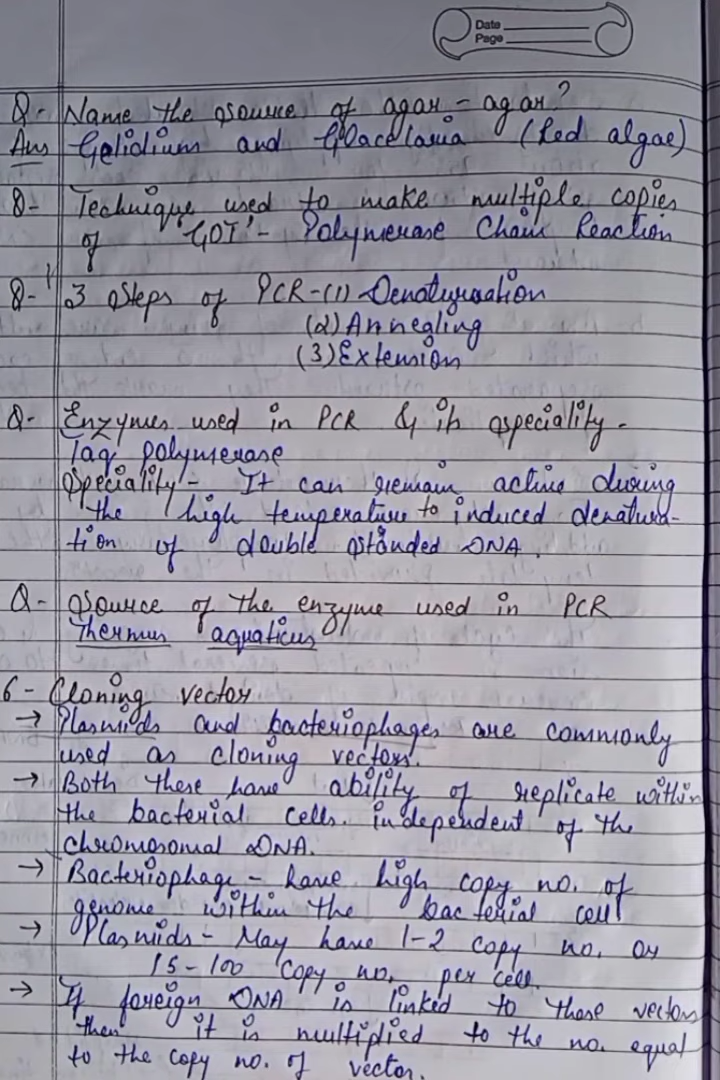 Date
Page
Q- Name the source of agar-agar?
Ans Gelidium and Gracelaria (Red algae)
Q- Technique used to make multiple copies
of 'GOI' - Polymerase Chain Reaction
Q- 3 Steps of PCR-(1) Denaturation
(2) Annegling
(3) Extension
Q- Enzymes used in PCR & its speciality-
Taq polymerase
Speciality - It can remain active during
the high temperature to induced denatura-
tion of double stranded DNA.
Q- Source of the enzyme used in PCR
Thermus aquaticus
6- Cloning vector
→ Plasmids and bacteriophages are commonly
used as cloning vectors.
→ Both these have ability of replicate within
the bacterial cells. independent of the
chromosomal DNA.
→ Bacteriophage - have high copy no. of
genome within the bacterial cell
→ Plasmids - May have 1-2 copy no. or
15-100 copy no. per cell.
→ If foreign DNA is linked to these vectors
then it is multiplied to the no. equal
to the copy no. of vector.